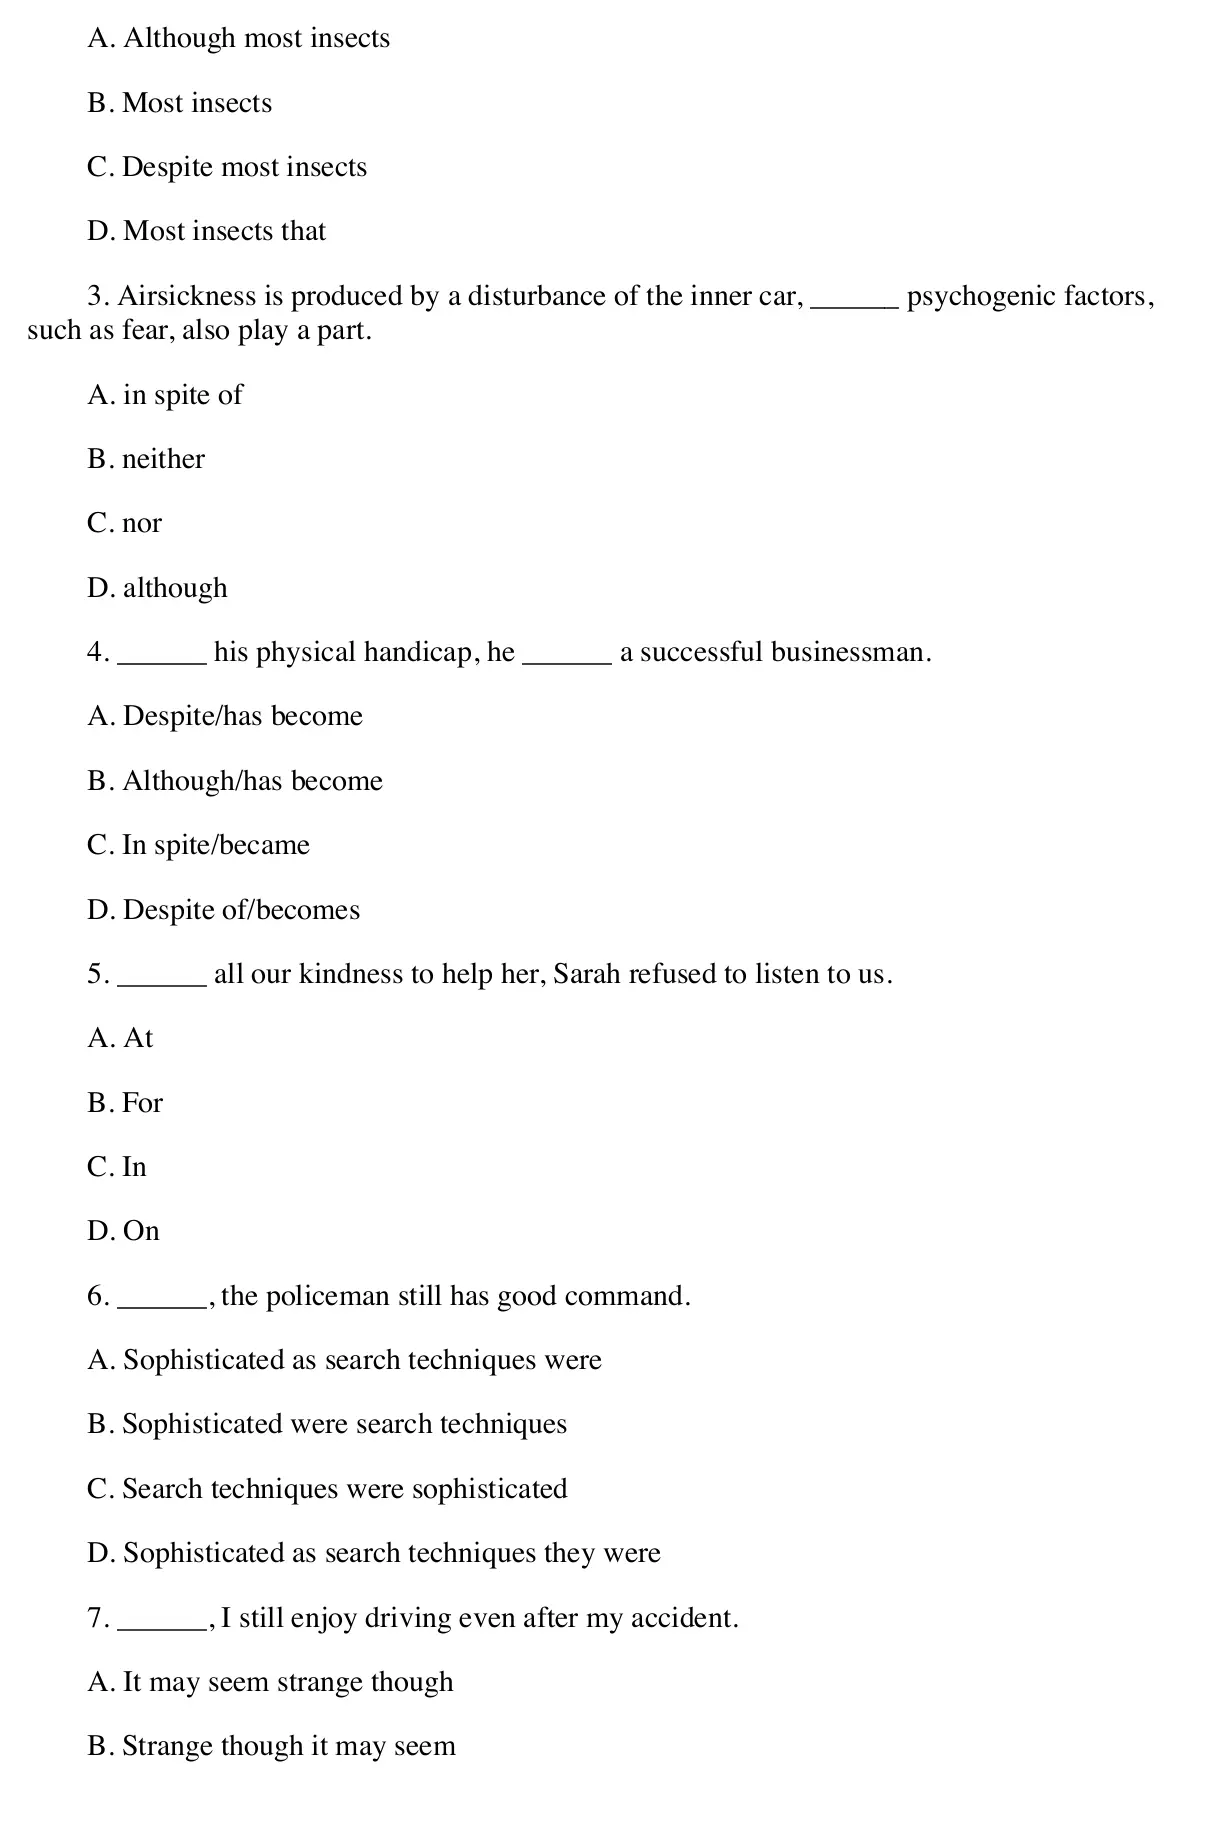 A. Although most insects
B. Most insects
C. Despite most insects
D. Most insects that
3. Airsickness is produced by a disturbance of the inner car, ______ psychogenic factors,
such as fear, also play a part.
A. in spite of
B. neither
C. nor
D. although
4. ______ his physical handicap, he ______ a successful businessman.
A. Despite/has become
B. Although/has become
C. In spite/became
D. Despite of/becomes
5. ______ all our kindness to help her, Sarah refused to listen to us.
A. At
B. For
C. In
D. On
6. ______, the policeman still has good command.
A. Sophisticated as search techniques were
B. Sophisticated were search techniques
C. Search techniques were sophisticated
D. Sophisticated as search techniques they were
7. ______, I still enjoy driving even after my accident.
A. It may seem strange though
B. Strange though it may seem